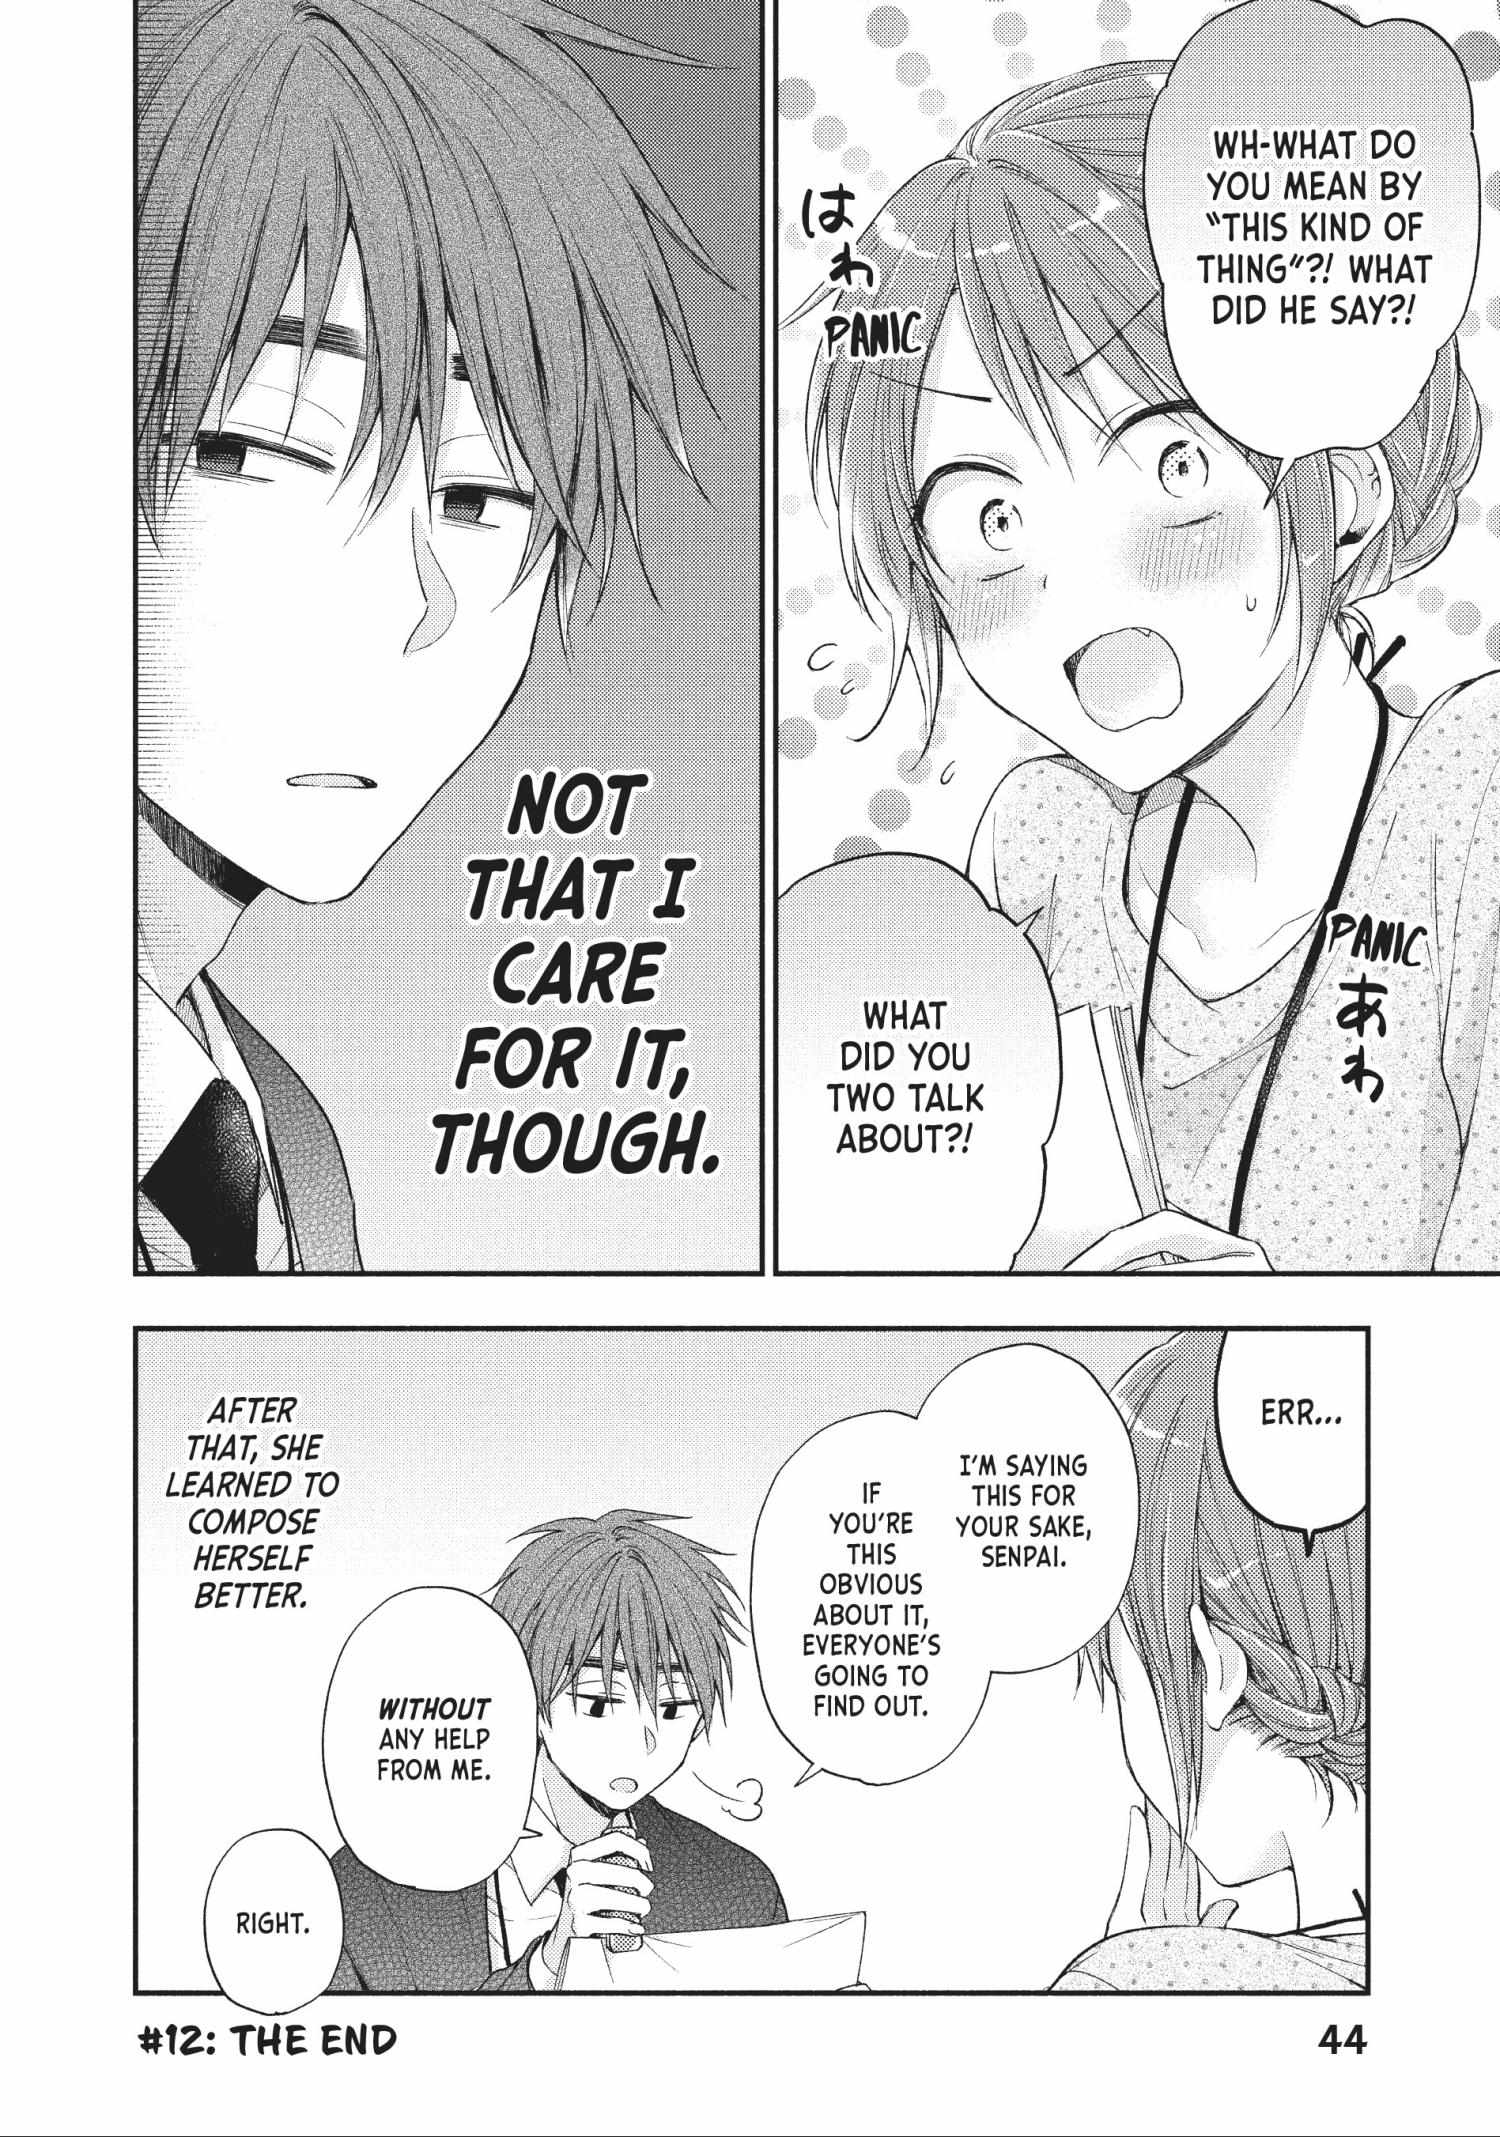 WH-WHAT DO
YOU MEAN BY
"THIS KIND OF
THING"?! WHAT
DID HE SAY?!
はわ
PANIC
PANIC
あわ
WHAT
DID YOU
TWO TALK
ABOUT?!
NOT
THAT I
CARE
FOR IT,
THOUGH.
ERR...
I'M SAYING
THIS FOR
YOUR SAKE,
SENPAI.
IF
YOU'RE
THIS
OBVIOUS
ABOUT IT,
EVERYONE'S
GOING TO
FIND OUT.
WITHOUT
ANY HELP
FROM ME.
RIGHT.
AFTER
THAT, SHE
LEARNED TO
COMPOSE
HERSELF
BETTER.
#12: THE END
44